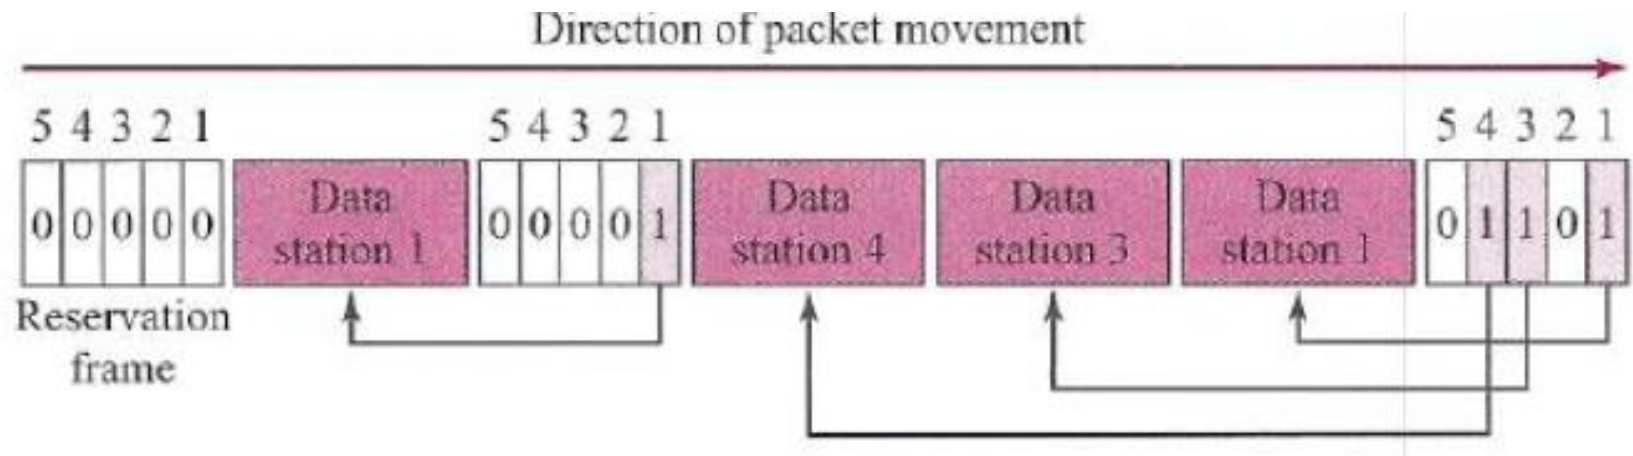 Direction of packet movement
5 4 3 2 1
5 4 3 2 1
5 4 3 2 1
0 0 0 0 0
Data
station 1
0 0 0 0 1
Data
station 4
Data
station 3
Data
station 1
0 1 1 0 1
Reservation
frame